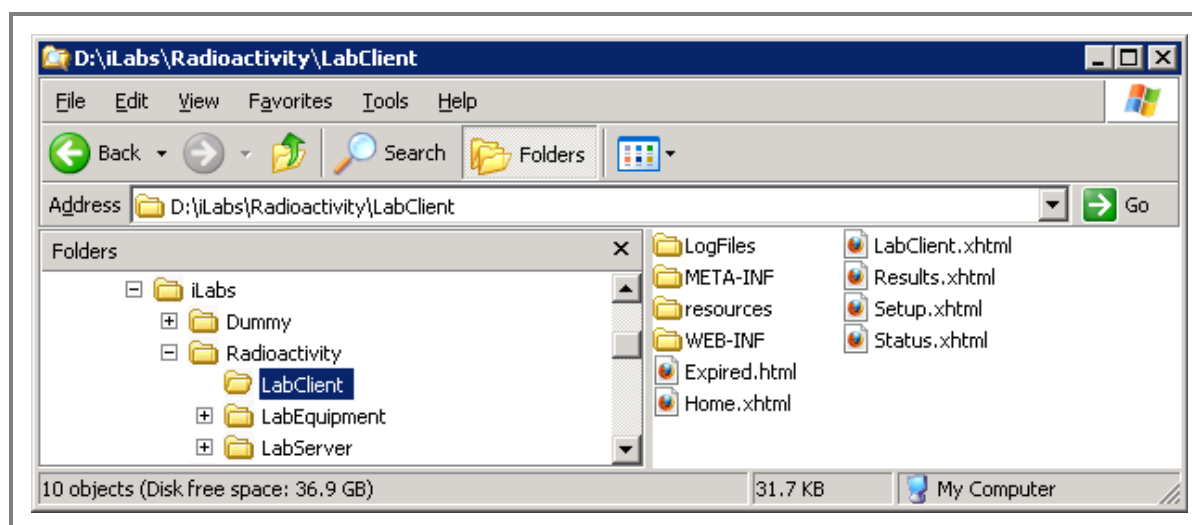 D:\iLabs\Radioactivity\LabClient
File Edit View Favorites Tools Help
Back Search Folders
Address D:\iLabs\Radioactivity\LabClient Go
Folders
iLabs
Dummy
Radioactivity
LabClient
LabEquipment
LabServer
LogFiles
META-INF
resources
WEB-INF
Expired.html
Home.xhtml
LabClient.xhtml
Results.xhtml
Setup.xhtml
Status.xhtml
10 objects (Disk free space: 36.9 GB) 31.7 KB My Computer